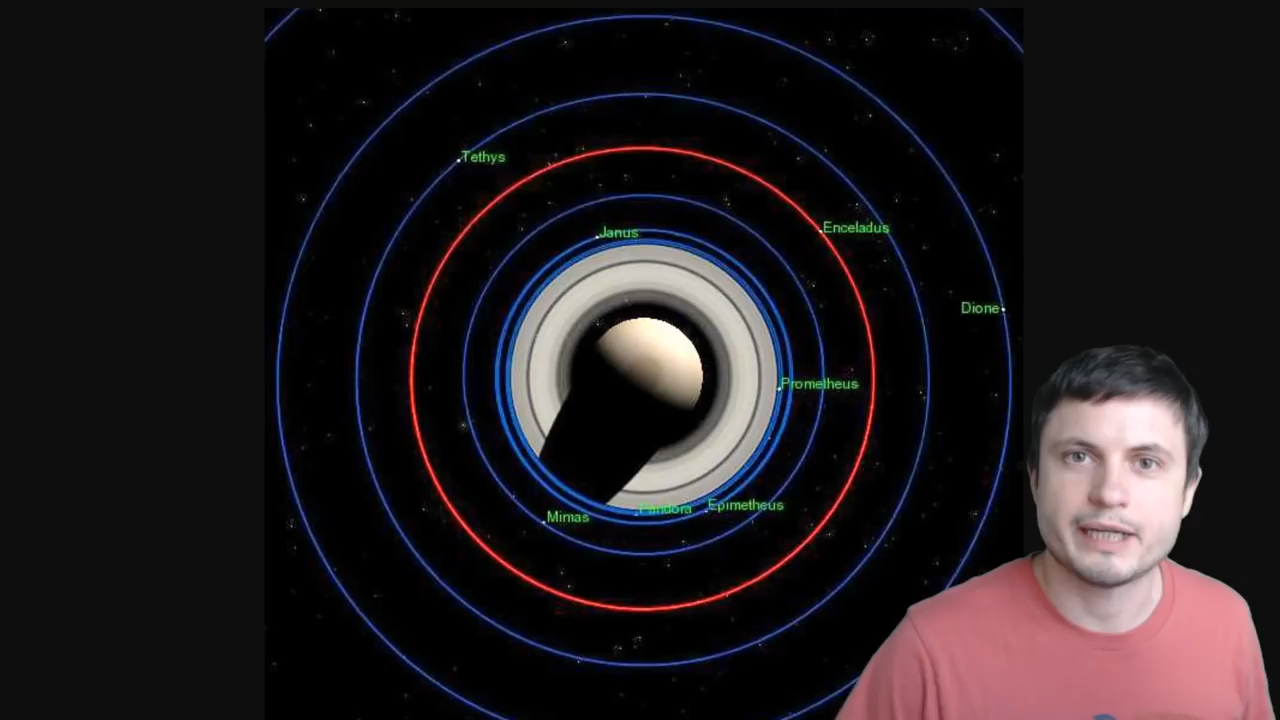 Tethys
Enceladus
Janus
Dione
Prometheus
Epimetheus
Pandora
Mimas